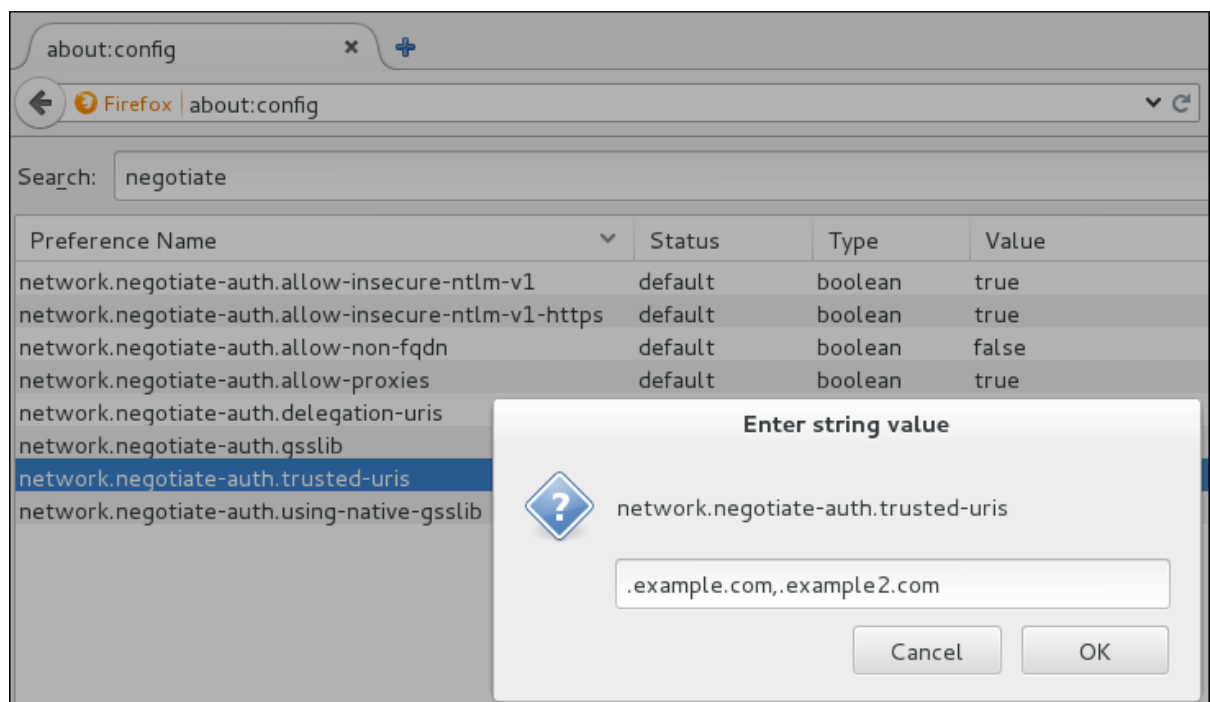 about:config
Firefox about:config
Search: negotiate
Preference Name Status Type Value
network.negotiate-auth.allow-insecure-ntlm-v1 default boolean true
network.negotiate-auth.allow-insecure-ntlm-v1-https default boolean true
network.negotiate-auth.allow-non-fqdn default boolean false
network.negotiate-auth.allow-proxies default boolean true
network.negotiate-auth.delegation-uris
network.negotiate-auth.gsslib
network.negotiate-auth.trusted-uris
network.negotiate-auth.using-native-gsslib
Enter string value
network.negotiate-auth.trusted-uris
.example.com,.example2.com
Cancel OK